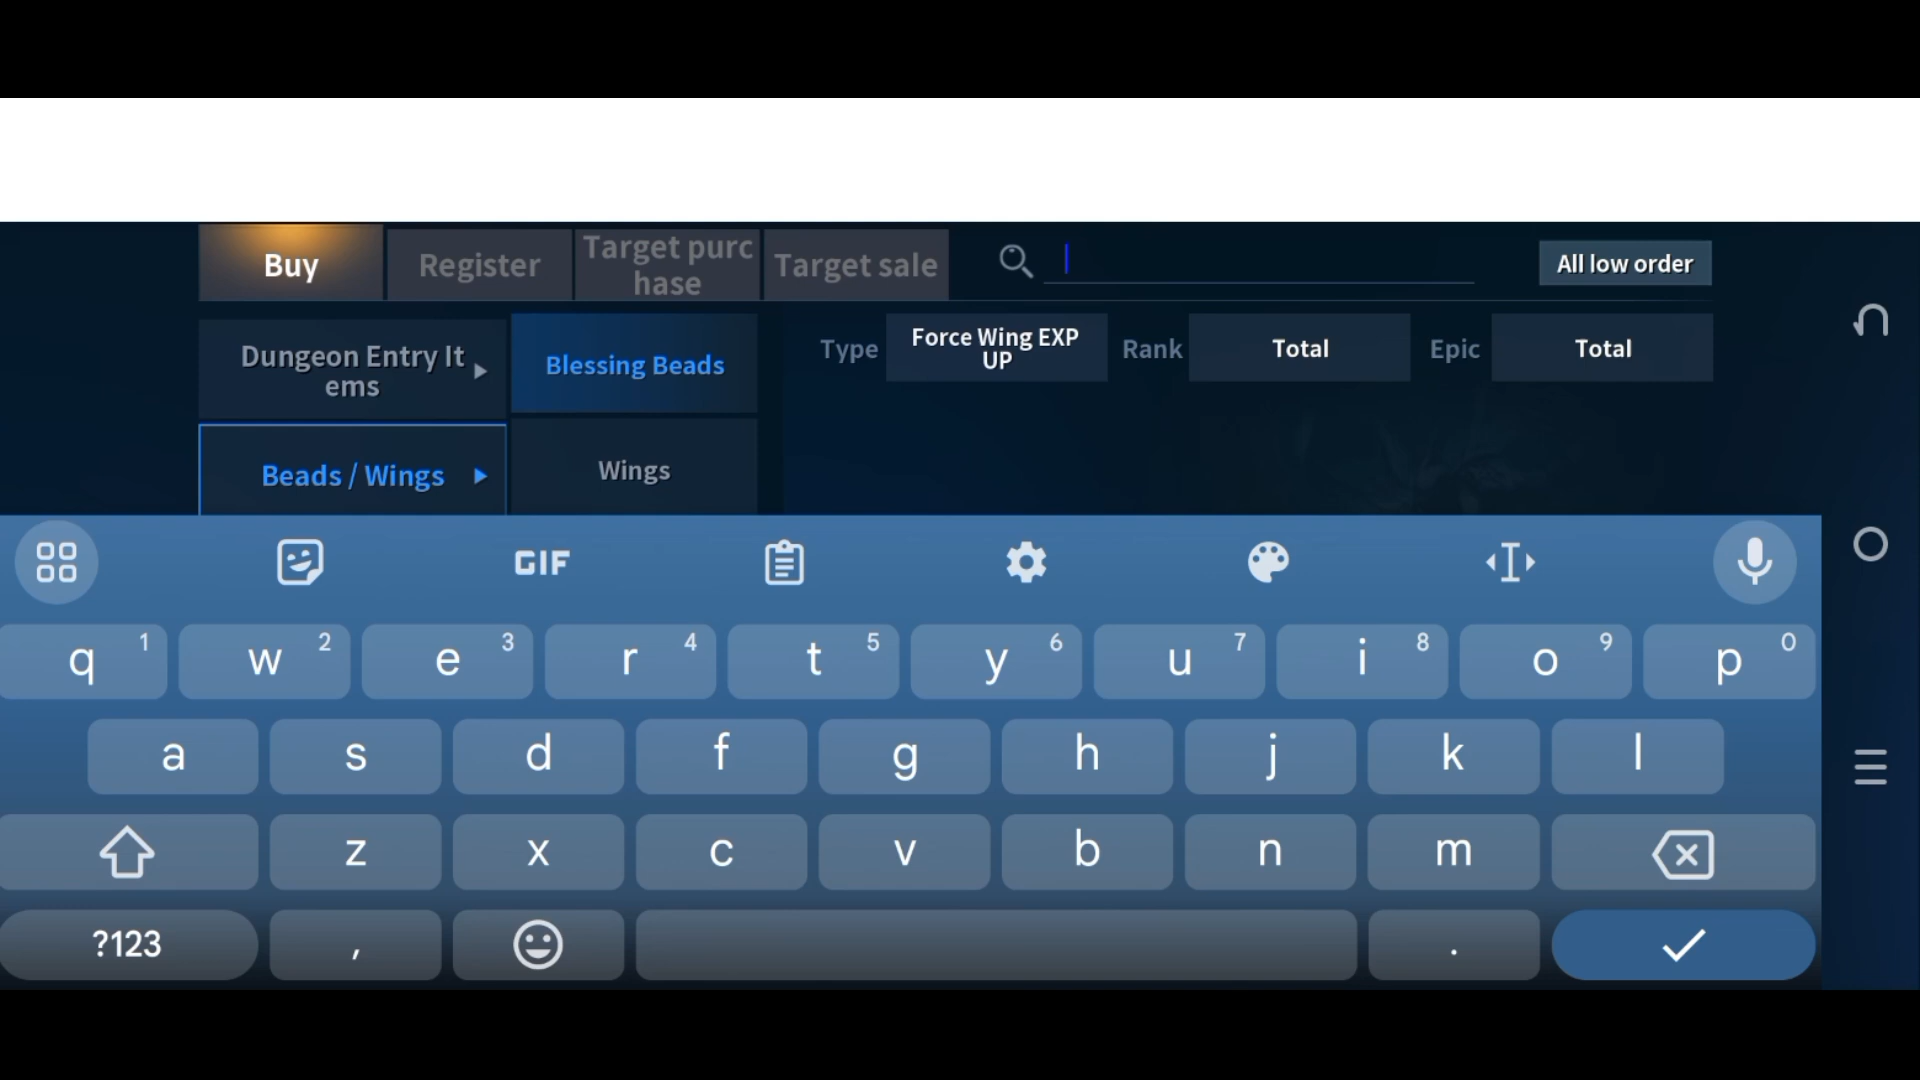 Buy
Register
Target purc
hase
Target sale
All low order
Dungeon Entry It
ems
Blessing Beads
Type
Force Wing EXP
UP
Rank
Total
Epic
Total
Beads / Wings
Wings
GIF
q 1 w 2 e 3 r 4 t 5 y 6 u 7 i 8 o 9 p 0
a s d f g h j k l
z x c v b n m
?123 , .